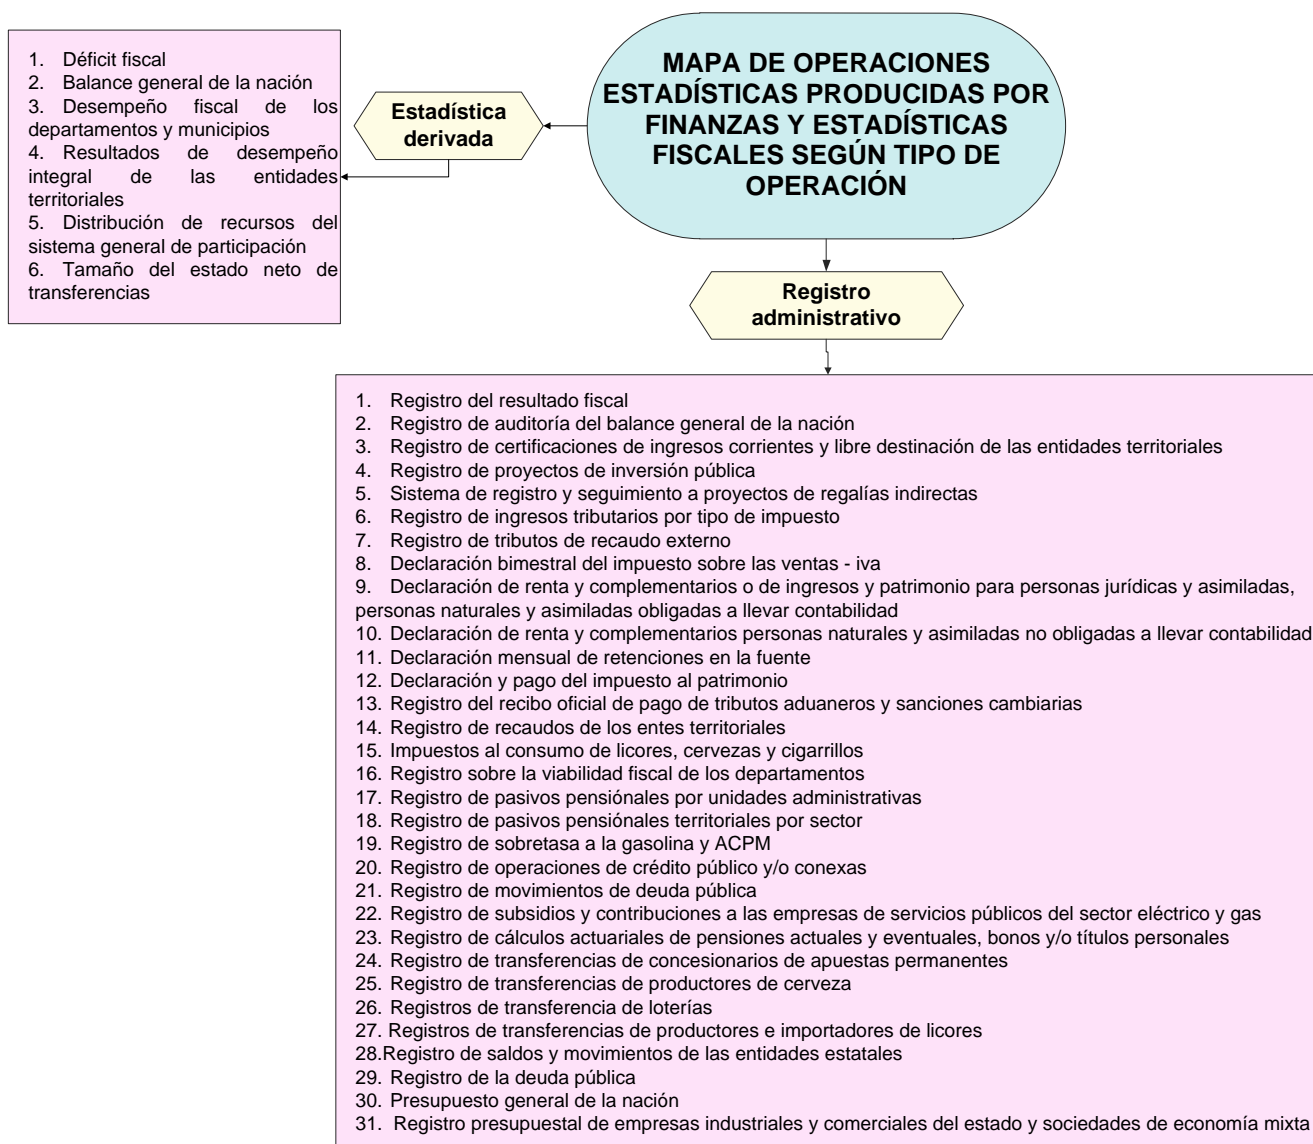 MAPA DE OPERACIONES
ESTADÍSTICAS PRODUCIDAS POR
FINANZAS Y ESTADÍSTICAS
FISCALES SEGÚN TIPO DE
OPERACIÓN
Estadística
derivada
1. Déficit fiscal
2. Balance general de la nación
3. Desempeño fiscal de los
departamentos y municipios
4. Resultados de desempeño
integral de las entidades
territoriales
5. Distribución de recursos del
sistema general de participación
6. Tamaño del estado neto de
transferencias
Registro
administrativo
1. Registro del resultado fiscal
2. Registro de auditoría del balance general de la nación
3. Registro de certificaciones de ingresos corrientes y libre destinación de las entidades territoriales
4. Registro de proyectos de inversión pública
5. Sistema de registro y seguimiento a proyectos de regalías indirectas
6. Registro de ingresos tributarios por tipo de impuesto
7. Registro de tributos de recaudo externo
8. Declaración bimestral del impuesto sobre las ventas - iva
9. Declaración de renta y complementarios o de ingresos y patrimonio para personas jurídicas y asimiladas,
personas naturales y asimiladas obligadas a llevar contabilidad
10. Declaración de renta y complementarios personas naturales y asimiladas no obligadas a llevar contabilidad
11. Declaración mensual de retenciones en la fuente
12. Declaración y pago del impuesto al patrimonio
13. Registro del recibo oficial de pago de tributos aduaneros y sanciones cambiarias
14. Registro de recaudos de los entes territoriales
15. Impuestos al consumo de licores, cervezas y cigarrillos
16. Registro sobre la viabilidad fiscal de los departamentos
17. Registro de pasivos pensiónales por unidades administrativas
18. Registro de pasivos pensiónales territoriales por sector
19. Registro de sobretasa a la gasolina y ACPM
20. Registro de operaciones de crédito público y/o conexas
21. Registro de movimientos de deuda pública
22. Registro de subsidios y contribuciones a las empresas de servicios públicos del sector eléctrico y gas
23. Registro de cálculos actuariales de pensiones actuales y eventuales, bonos y/o títulos personales
24. Registro de transferencias de concesionarios de apuestas permanentes
25. Registro de transferencias de productores de cerveza
26. Registros de transferencia de loterías
27. Registros de transferencias de productores e importadores de licores
28.Registro de saldos y movimientos de las entidades estatales
29. Registro de la deuda pública
30. Presupuesto general de la nación
31. Registro presupuestal de empresas industriales y comerciales del estado y sociedades de economía mixta